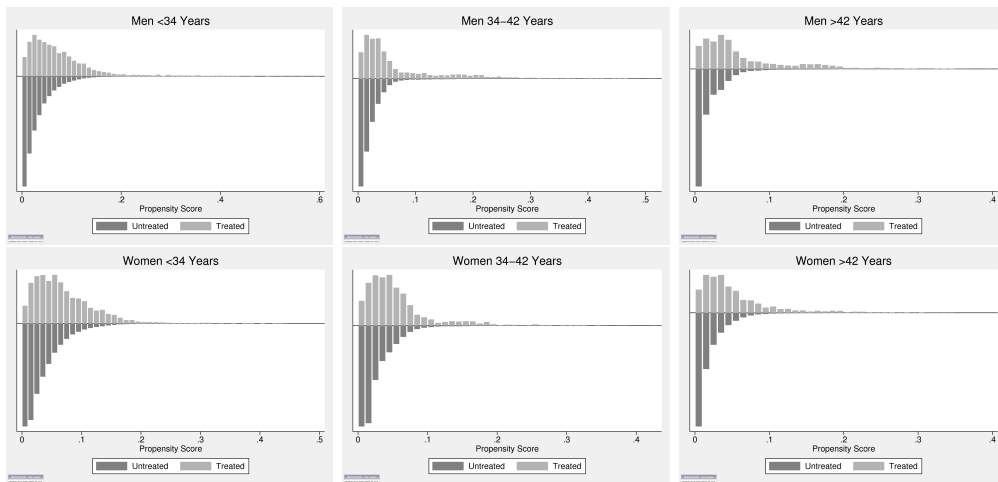 Men <34 Years
0 .2 .4 .6
Propensity Score
Untreated Treated
Men 34–42 Years
0 .1 .2 .3 .4 .5
Propensity Score
Untreated Treated
Men >42 Years
0 .1 .2 .3 .4
Propensity Score
Untreated Treated
Women <34 Years
0 .1 .2 .3 .4 .5
Propensity Score
Untreated Treated
Women 34–42 Years
0 .1 .2 .3 .4
Propensity Score
Untreated Treated
Women >42 Years
0 .1 .2 .3 .4
Propensity Score
Untreated Treated